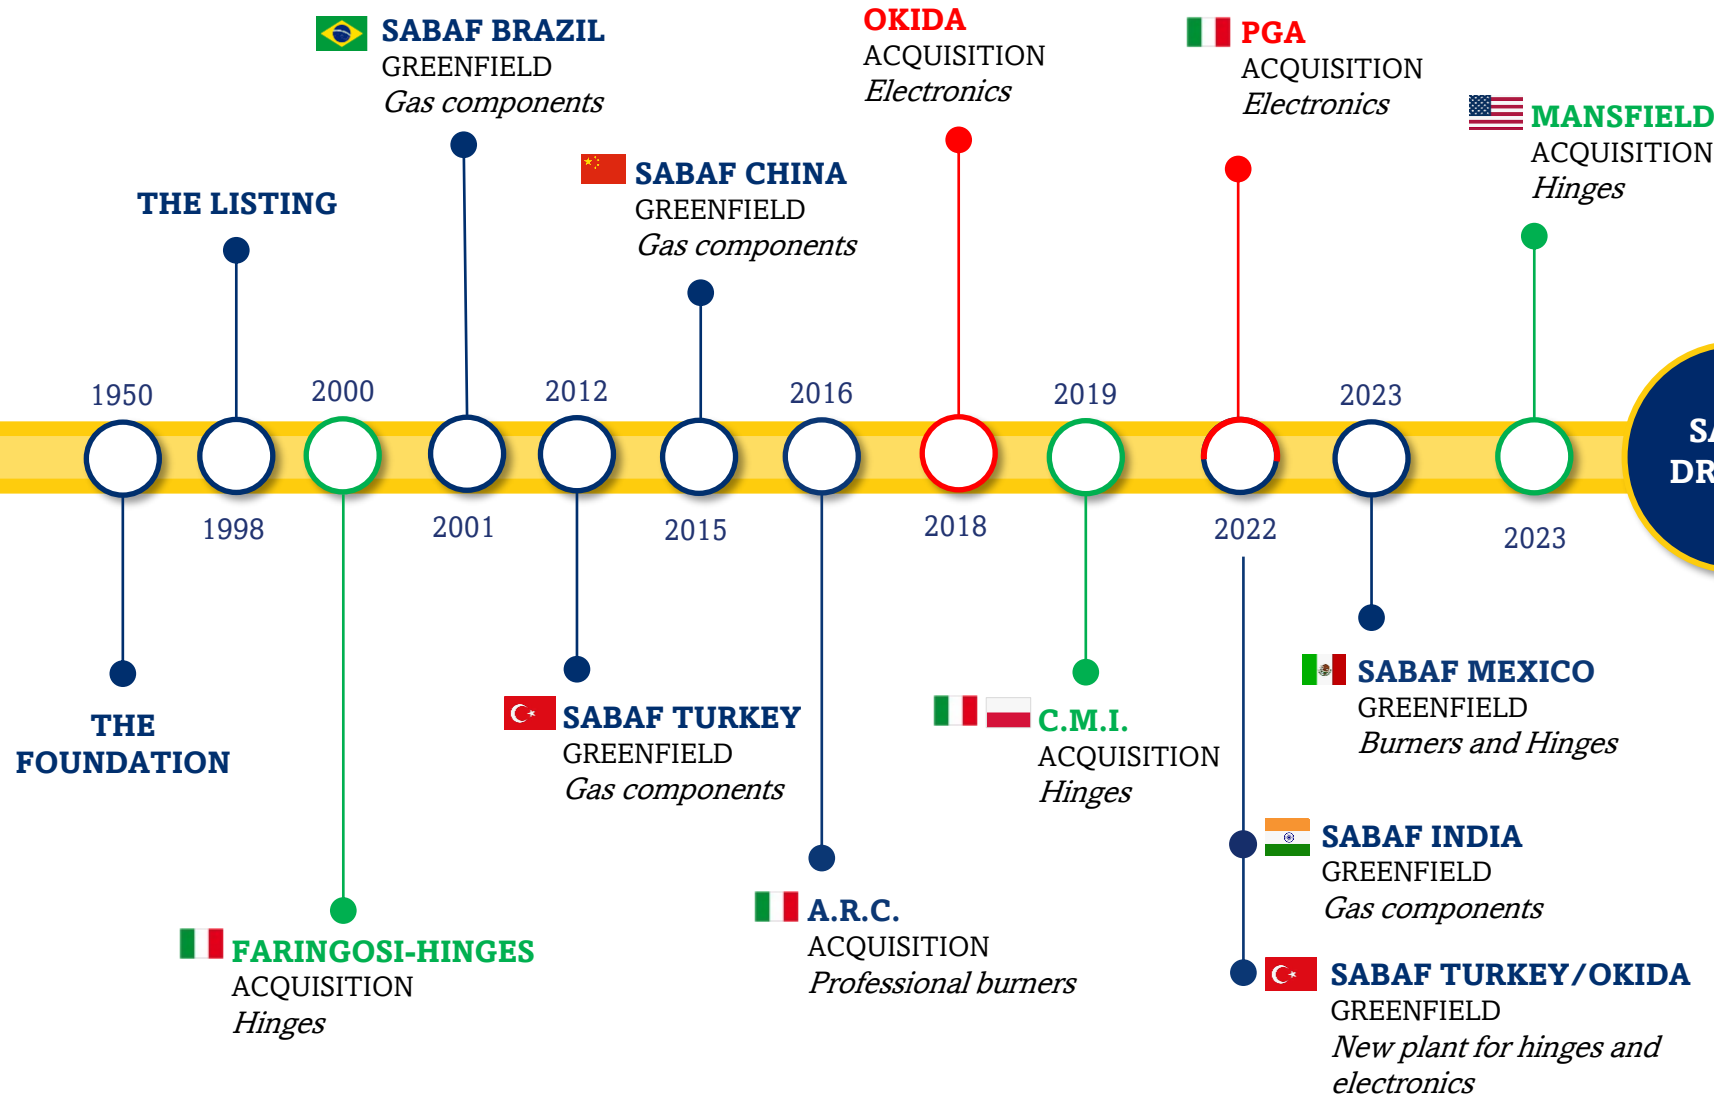 SABAF BRAZIL
GREENFIELD
Gas components
OKIDA
ACQUISITION
Electronics
PGA
ACQUISITION
Electronics
MANSFIELD
ACQUISITION
Hinges
THE LISTING
SABAF CHINA
GREENFIELD
Gas components
1950
2000
2012
2016
2019
2023
1998
2001
2015
2018
2022
2023
SA
DR
THE
FOUNDATION
SABAF TURKEY
GREENFIELD
Gas components
C.M.I.
ACQUISITION
Hinges
SABAF MEXICO
GREENFIELD
Burners and Hinges
FARINGOSI-HINGES
ACQUISITION
Hinges
A.R.C.
ACQUISITION
Professional burners
SABAF INDIA
GREENFIELD
Gas components
SABAF TURKEY/OKIDA
GREENFIELD
New plant for hinges and
electronics